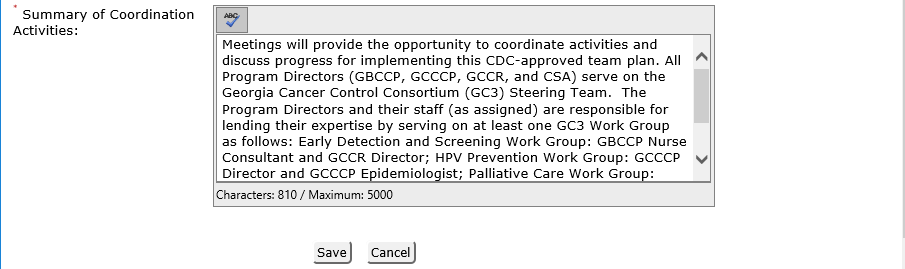 * Summary of Coordination
Activities:
ABC
Meetings will provide the opportunity to coordinate activities and
discuss progress for implementing this CDC-approved team plan. All
Program Directors (GBCCP, GCCCP, GCCR, and CSA) serve on the
Georgia Cancer Control Consortium (GC3) Steering Team.  The
Program Directors and their staff (as assigned) are responsible for
lending their expertise by serving on at least one GC3 Work Group
as follows: Early Detection and Screening Work Group: GBCCP Nurse
Consultant and GCCR Director; HPV Prevention Work Group: GCCCP
Director and GCCCP Epidemiologist; Palliative Care Work Group:
Characters: 810 / Maximum: 5000
Save Cancel